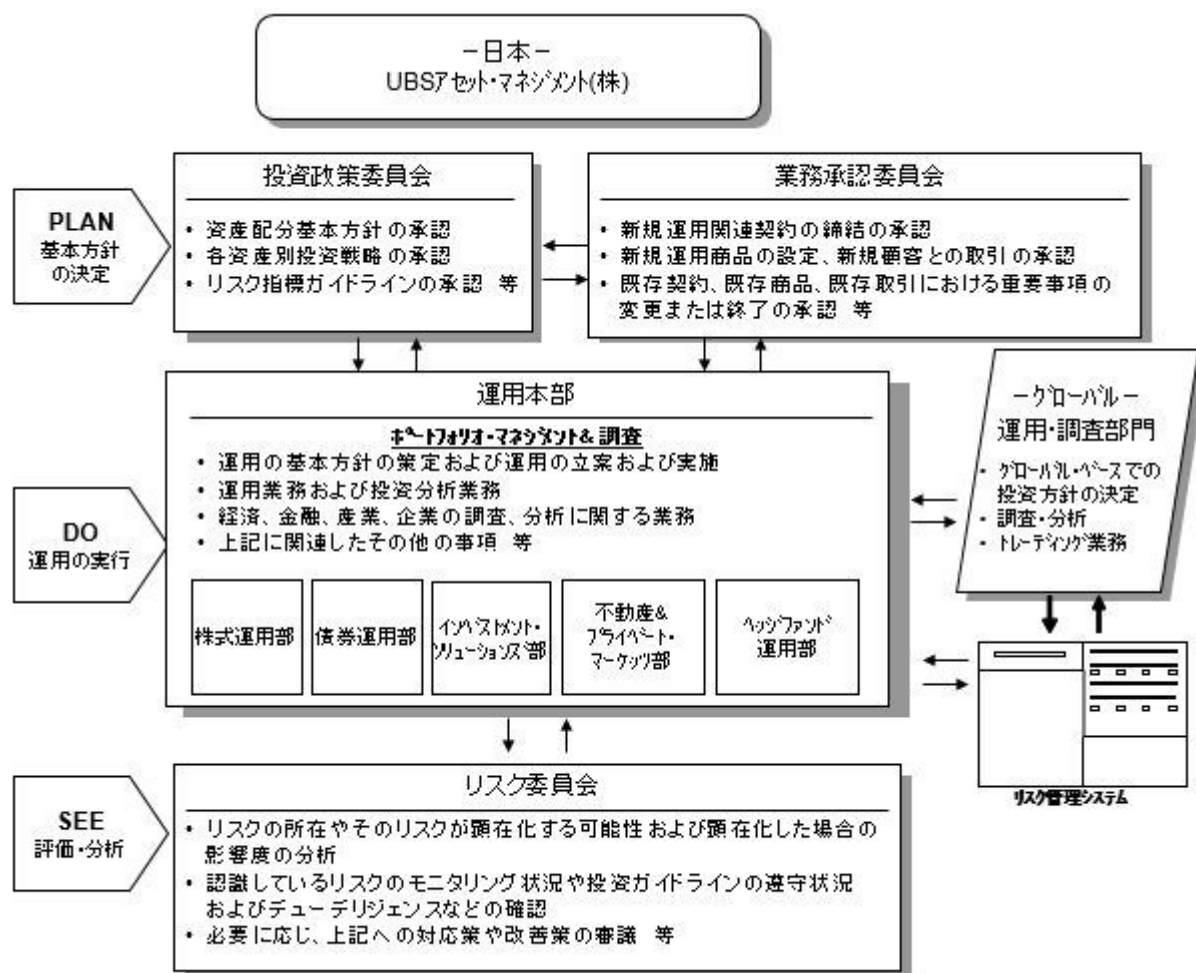 －日本－
UBSアセット・マネジメント(株)
PLAN
基本方針
の決定
投資政策委員会
・ 資産配分基本方針の承認
・ 各資産別投資戦略の承認
・ リスク指標ガイドラインの承認 等
業務承認委員会
・ 新規運用関連契約の締結の承認
・ 新規運用商品の設定、新規顧客との取引の承認
・ 既存契約、既存商品、既存取引における重要事項の
変更または終了の承認 等
DO
運用の実行
運用本部
ポートフォリオ・マネジメント&調査
・ 運用の基本方針の策定および運用の立案および実施
・ 運用業務および投資分析業務
・ 経済、金融、産業、企業の調査、分析に関する業務
・ 上記に関連したその他の事項 等
株式運用部
債券運用部
インベストメント・
ソリューションズ部
不動産&
プライベート・
マーケッツ部
ヘッジファンド
運用部
－グローバル－
運用・調査部門
・ グローバル・ベースでの
投資方針の決定
・ 調査・分析
・ トレーディング業務
リスク管理システム
SEE
評価・分析
リスク委員会
・ リスクの所在やそのリスクが顕在化する可能性および顕在化した場合の
影響度の分析
・ 認識しているリスクのモニタリング状況や投資ガイドラインの遵守状況
およびデューデリジェンスなどの確認
・ 必要に応じ、上記への対応策や改善策の審議 等